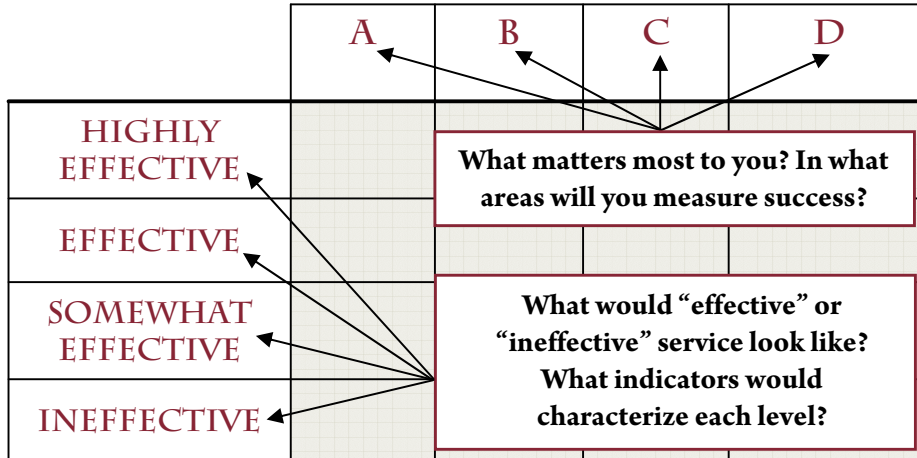 A B C D
HIGHLY
EFFECTIVE
What matters most to you? In what
areas will you measure success?
EFFECTIVE
SOMEWHAT
EFFECTIVE
INEFFECTIVE
What would “effective” or
“ineffective” service look like?
What indicators would
characterize each level?